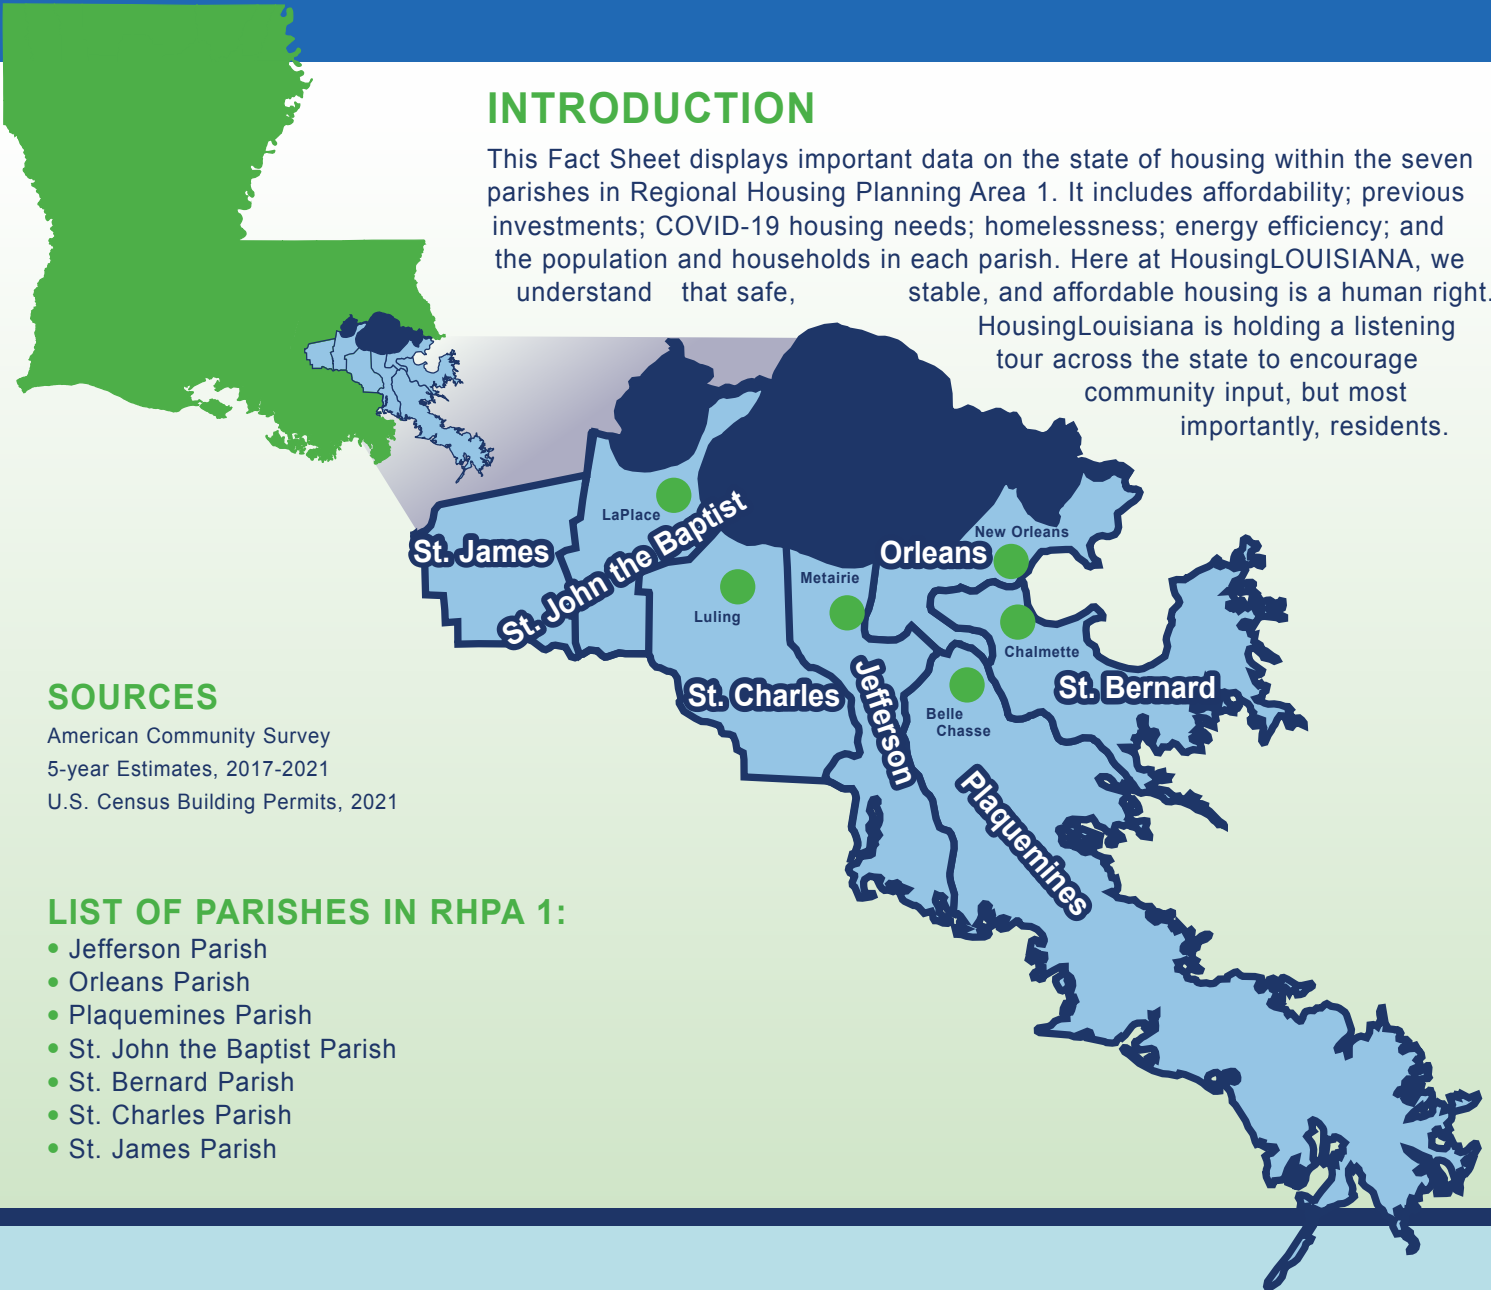 INTRODUCTION
This Fact Sheet displays important data on the state of housing within the seven
parishes in Regional Housing Planning Area 1. It includes affordability; previous
investments; COVID-19 housing needs; homelessness; energy efficiency; and
the population and households in each parish. Here at HousingLOUISIANA, we
understand that safe, stable, and affordable housing is a human right.
HousingLouisiana is holding a listening
tour across the state to encourage
community input, but most
importantly, residents.
LaPlace
St. James
St. John the Baptist
New Orleans
Orleans
Metairie
Luling
Chalmette
St. Charles
Jefferson
St. Bernard
Belle
Chasse
Plaquemines
SOURCES
American Community Survey
5-year Estimates, 2017-2021
U.S. Census Building Permits, 2021
LIST OF PARISHES IN RHPA 1:
• Jefferson Parish
• Orleans Parish
• Plaquemines Parish
• St. John the Baptist Parish
• St. Bernard Parish
• St. Charles Parish
• St. James Parish